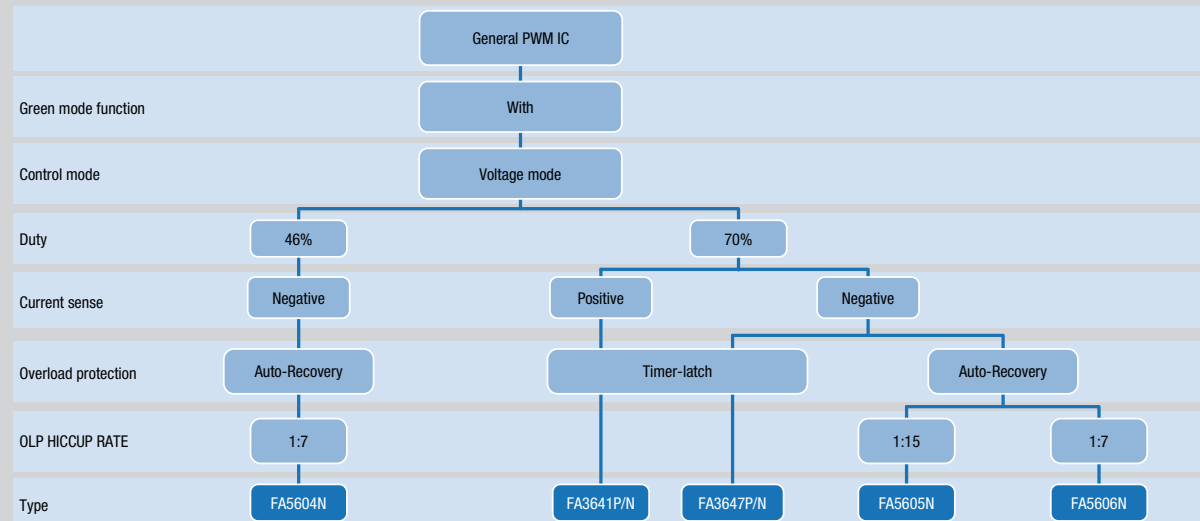 General PWM IC
Green mode function
With
Control mode
Voltage mode
Duty
46%
70%
Current sense
Negative
Positive
Negative
Overload protection
Auto-Recovery
Timer-latch
Auto-Recovery
OLP HICCUP RATE
1:7
1:15
1:7
Type
FA5604N
FA3641P/N
FA3647P/N
FA5605N
FA5606N